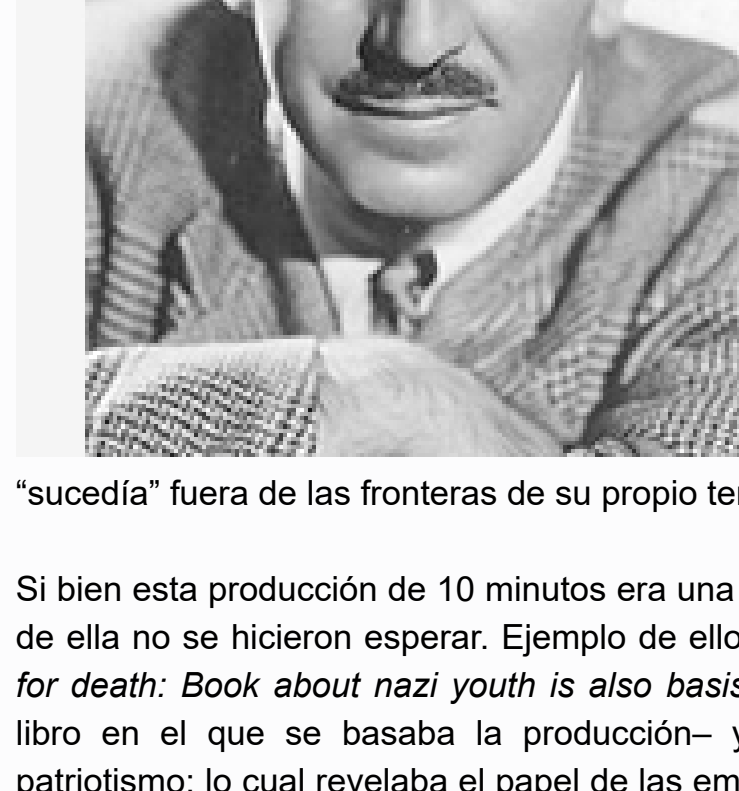 “sucedía” fuera de las fronteras de su propio
Si bien esta producción de 10 minutos era una
de ella no se hicieron esperar. Ejemplo de ello
for death: Book about nazi youth is also basis
libro en el que se basaba la producción–
patriotismo; lo cual revelaba el papel de las